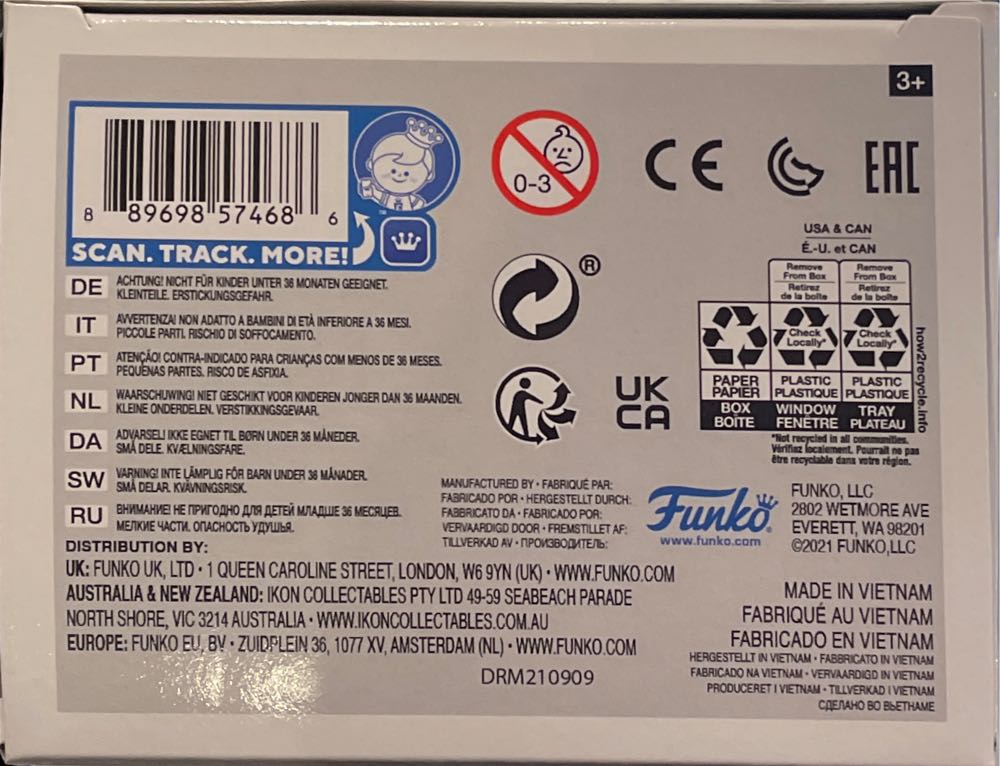 3+
8 89698 57468 6
SCAN. TRACK. MORE!
™
0-3
CE
EAC
®
UK
CA
USA & CAN
É.-U. et CAN
Remove
From Box
Retirez
de la boîte
Remove
From Box
Retirez
de la boîte
Check
Locally*
Check
Locally*
PAPER
PAPIER
PLASTIC
PLASTIQUE
PLASTIC
PLASTIQUE
BOX
BOÎTE
WINDOW
FENÊTRE
TRAY
PLATEAU
how2recycle.info
*Not recycled in all communities.
Vérifiez localement. Pourrait ne pas
être recyclable dans votre région.
DE ACHTUNG! NICHT FÜR KINDER UNTER 36 MONATEN GEEIGNET.
KLEINTEILE. ERSTICKUNGSGEFAHR.
IT AVVERTENZA! NON ADATTO A BAMBINI DI ETÀ INFERIORE A 36 MESI.
PICCOLE PARTI. RISCHIO DI SOFFOCAMENTO.
PT ATENÇÃO! CONTRA-INDICADO PARA CRIANÇAS COM MENOS DE 36 MESES.
PEQUENAS PARTES. RISCO DE ASFIXIA.
NL WAARSCHUWING! NIET GESCHIKT VOOR KINDEREN JONGER DAN 36 MAANDEN.
KLEINE ONDERDELEN. VERSTIKKINGSGEVAAR.
DA ADVARSEL! IKKE EGNET TIL BØRN UNDER 36 MÅNEDER.
SMÅ DELE. KVÆLNINGSFARE.
SW VARNING! INTE LÄMPLIG FÖR BARN UNDER 36 MÅNADER.
SMÅ DELAR. KVÄVNINGSRISK.
RU ВНИМАНИЕ! НЕ ПРИГОДНО ДЛЯ ДЕТЕЙ МЛАДШЕ 36 МЕСЯЦЕВ.
МЕЛКИЕ ЧАСТИ. ОПАСНОСТЬ УДУШЬЯ.
MANUFACTURED BY • FABRIQUÉ PAR:
FABRICADO POR • HERGESTELLT DURCH:
FABBRICATO DA • FABRICADO POR:
VERVAARDIGD DOOR • FREMSTILLET AF:
TILLVERKAD AV • ПРОИЗВОДИТЕЛЬ:
Funko
www.funko.com
FUNKO, LLC
2802 WETMORE AVE
EVERETT, WA 98201
©2021 FUNKO,LLC
DISTRIBUTION BY:
UK: FUNKO UK, LTD • 1 QUEEN CAROLINE STREET, LONDON, W6 9YN (UK) • WWW.FUNKO.COM
AUSTRALIA & NEW ZEALAND: IKON COLLECTABLES PTY LTD 49-59 SEABEACH PARADE
NORTH SHORE, VIC 3214 AUSTRALIA • WWW.IKONCOLLECTABLES.COM.AU
EUROPE: FUNKO EU, BV • ZUIDPLEIN 36, 1077 XV, AMSTERDAM (NL) • WWW.FUNKO.COM
DRM210909
MADE IN VIETNAM
FABRIQUÉ AU VIETNAM
FABRICADO EN VIETNAM
HERGESTELLT IN VIETNAM • FABBRICATO IN VIETNAM
FABRICADO NA VIETNAM • VERVAARDIGD IN VIETNAM
PRODUCERET I VIETNAM • TILLVERKAD I VIETNAM
СДЕЛАНО ВО ВЬЕТНАМЕ